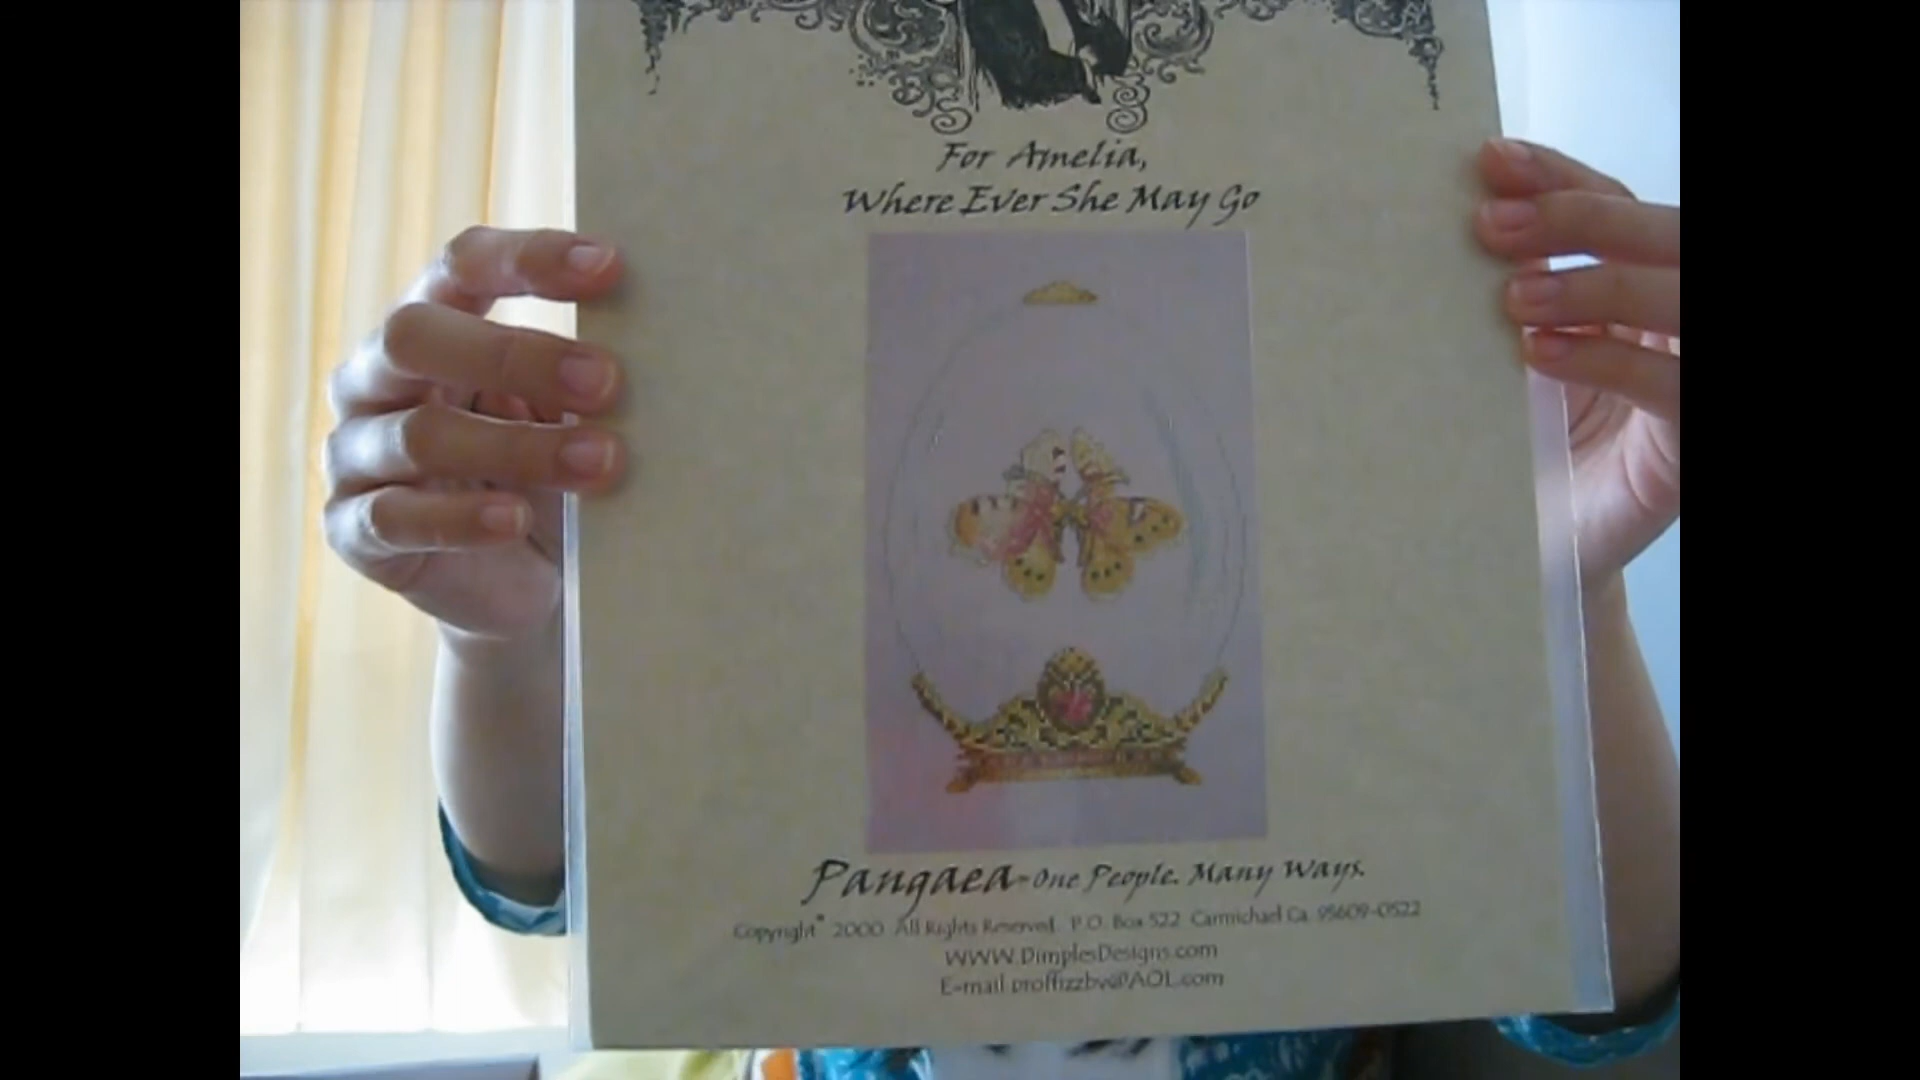 For Amelia,
Where Ever She May Go
Pangaea-One People. Many Ways.
Copyright® 2000 All Rights Reserved. P.O. Box 522 Carmichael Ca. 95609-0522
WWW.DimplesDesigns.com
E-mail proffizzby@AOL.com